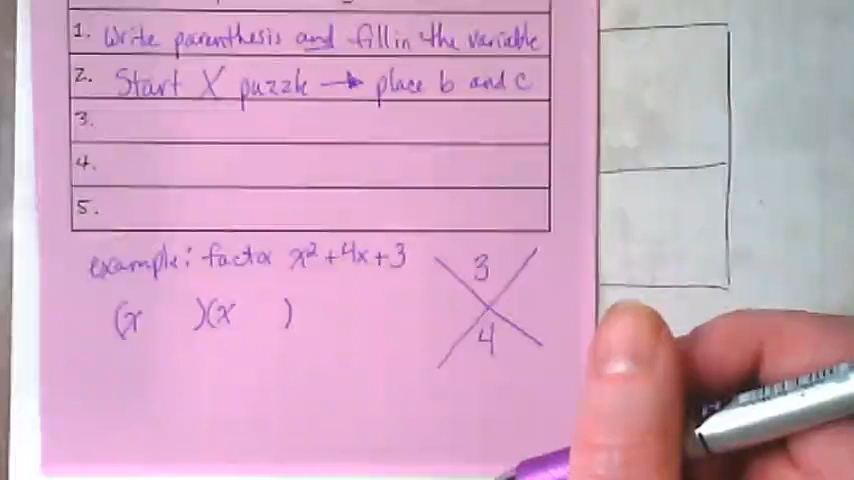 1. Write parenthesis and fill in the variable
2. Start X puzzle → place b and c
3.
4.
5.
example: factor x²+4x+3
(x )(x )
3
4